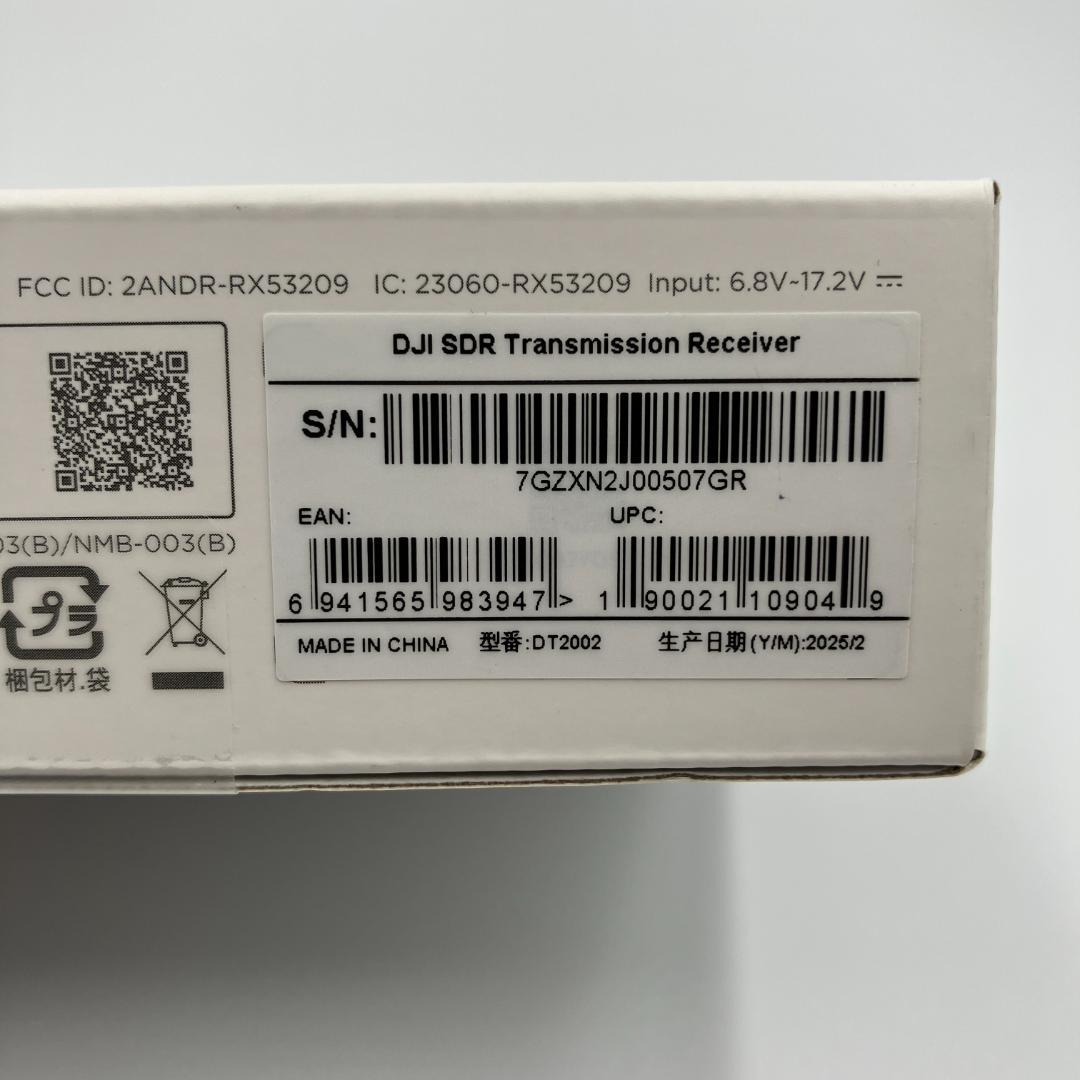 FCC ID: 2ANDR-RX53209 IC: 23060-RX53209 Input: 6.8V~17.2V ⎓
DJI SDR Transmission Receiver
S/N:
7GZXN2J00507GR
EAN: UPC:
6 941565 983947 > 1 90021 10904 9
MADE IN CHINA 型番:DT2002 生产日期(Y/M):2025/2
03(B)/NMB-003(B)
プラ
梱包材.袋